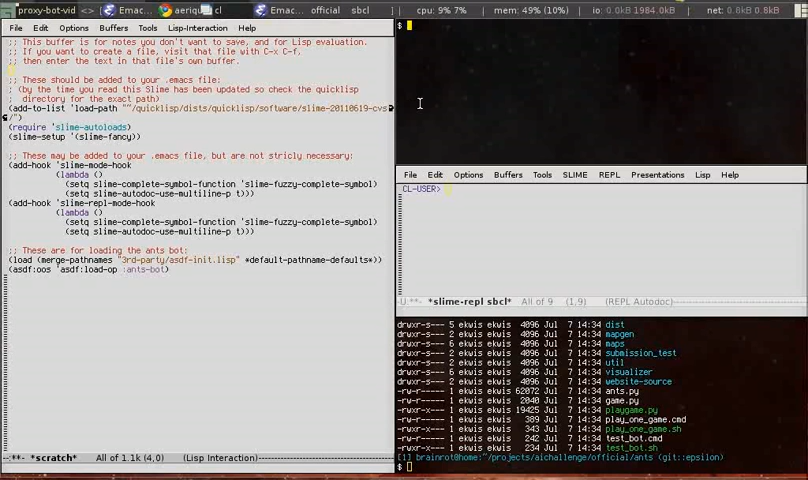 proxy-bot-vid <> Emac... aeriqu cl Emac... official sbcl cpu: 9% 7% mem: 49% (10%) io: 0.0kB 1984.0kB net: 0.8kB 0.8kB
File Edit Options Buffers Tools Lisp-Interaction Help
;; This buffer is for notes you don't want to save, and for Lisp evaluation.
;; If you want to create a file, visit that file with C-x C-f,
;; then enter the text in that file's own buffer.
;; These should be added to your .emacs file:
;; (by the time you read this Slime has been updated so check the quicklisp
;; directory for the exact path)
(add-to-list 'load-path "~/quicklisp/dists/quicklisp/software/slime-20110619-cvs
/")
(require 'slime-autoloads)
(slime-setup '(slime-fancy))
;; These may be added to your .emacs file, but are not stricly necessary:
(add-hook 'slime-mode-hook
(lambda ()
(setq slime-complete-symbol-function 'slime-fuzzy-complete-symbol)
(setq slime-autodoc-use-multiline-p t)))
(add-hook 'slime-repl-mode-hook
(lambda ()
(setq slime-complete-symbol-function 'slime-fuzzy-complete-symbol)
(setq slime-autodoc-use-multiline-p t)))
;; These are for loading the ants bot:
(load (merge-pathnames "3rd-party/asdf-init.lisp" *default-pathname-defaults*))
(asdf:oos 'asdf:load-op :ants-bot)
-:**- *scratch* All of 1.1k (4,0) (Lisp Interaction)
$
File Edit Options Buffers Tools SLIME REPL Presentations Lisp Help
CL-USER>
U:**- *slime-repl sbcl* All of 9 (1,9) (REPL Autodoc)
drwxr-s--- 5 ekwis ekwis 4096 Jul 7 14:34 dist
drwxr-s--- 2 ekwis ekwis 4096 Jul 7 14:34 mapgen
drwxr-s--- 6 ekwis ekwis 4096 Jul 7 14:34 maps
drwxr-s--- 2 ekwis ekwis 4096 Jul 7 14:34 submission_test
drwxr-s--- 2 ekwis ekwis 4096 Jul 7 14:34 util
drwxr-s--- 6 ekwis ekwis 4096 Jul 7 14:34 visualizer
drwxr-s--- 2 ekwis ekwis 4096 Jul 7 14:34 website-source
-rw-r----- 1 ekwis ekwis 62072 Jul 7 14:34 ants.py
-rw-r----- 1 ekwis ekwis 2040 Jul 7 14:34 game.py
-rwxr-x--- 1 ekwis ekwis 19425 Jul 7 14:34 playgame.py
-rw-r----- 1 ekwis ekwis 389 Jul 7 14:34 play_one_game.cmd
-rwxr-x--- 1 ekwis ekwis 343 Jul 7 14:34 play_one_game.sh
-rw-r----- 1 ekwis ekwis 242 Jul 7 14:34 test_bot.cmd
-rwxr-x--- 1 ekwis ekwis 234 Jul 7 14:34 test_bot.sh
[1] brainrot@home:~/projects/aichallenge/official/ants (git::epsilon)
$